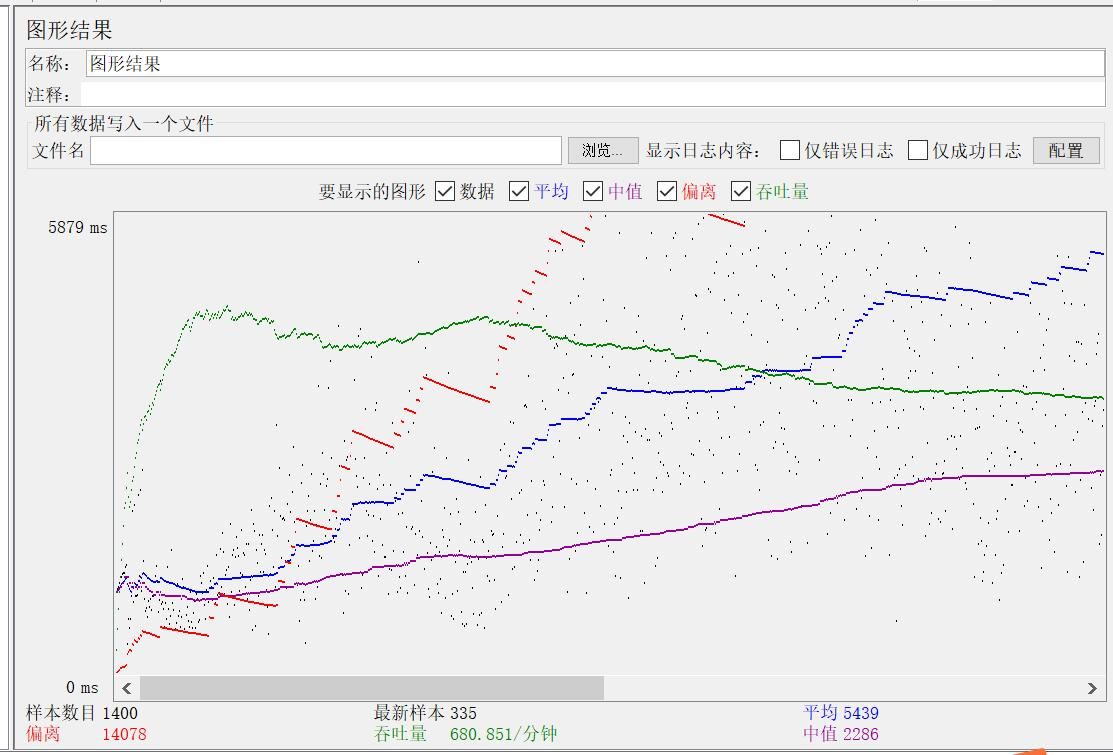 图形结果
名称： 图形结果
注释：
所有数据写入一个文件
文件名 浏览... 显示日志内容： 仅错误日志 仅成功日志 配置
要显示的图形 数据 平均 中值 偏离 吞吐量
5879 ms
0 ms
样本数目 1400 最新样本 335 平均 5439
偏离 14078 吞吐量 680.851/分钟 中值 2286